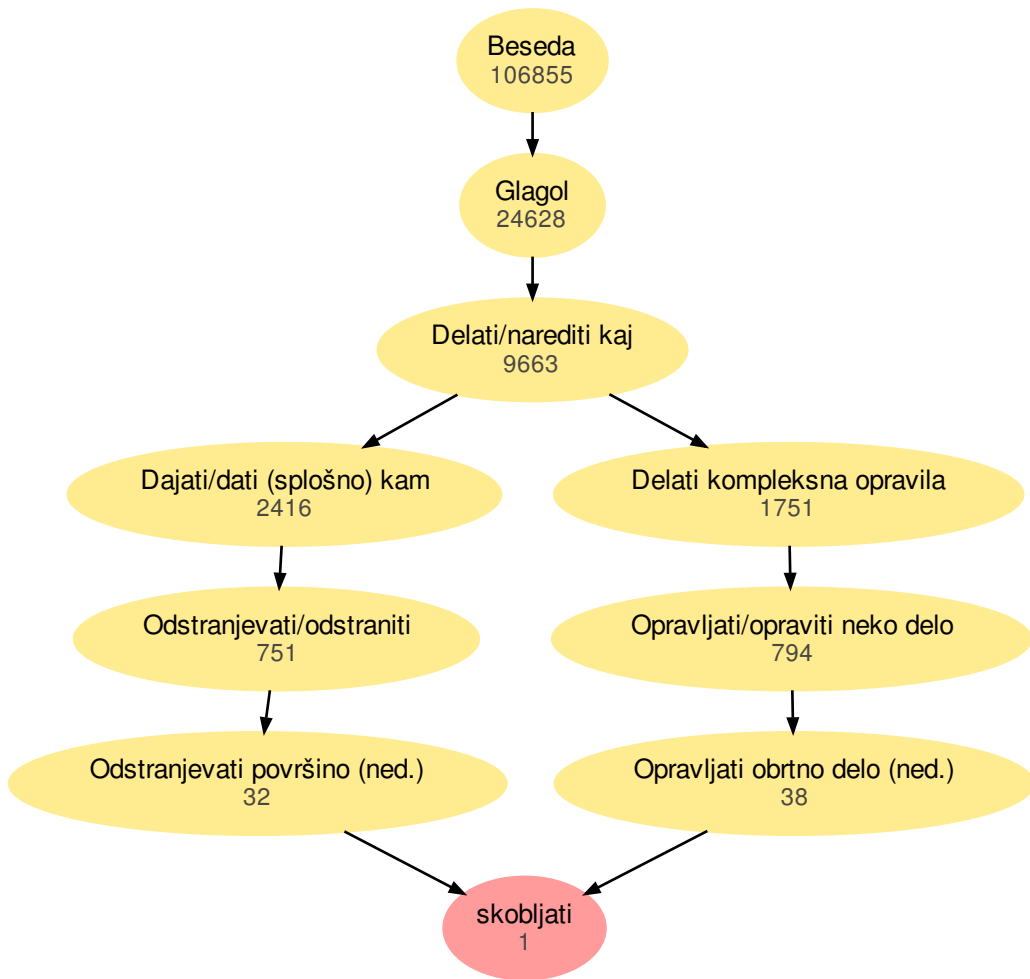 Beseda
106855
Glagol
24628
Delati/narediti kaj
9663
Dajati/dati (splošno) kam
2416
Delati kompleksna opravila
1751
Odstranjevati/odstraniti
751
Opravljati/opraviti neko delo
794
Odstranjevati površino (ned.)
32
Opravljati obrtno delo (ned.)
38
skobljati
1